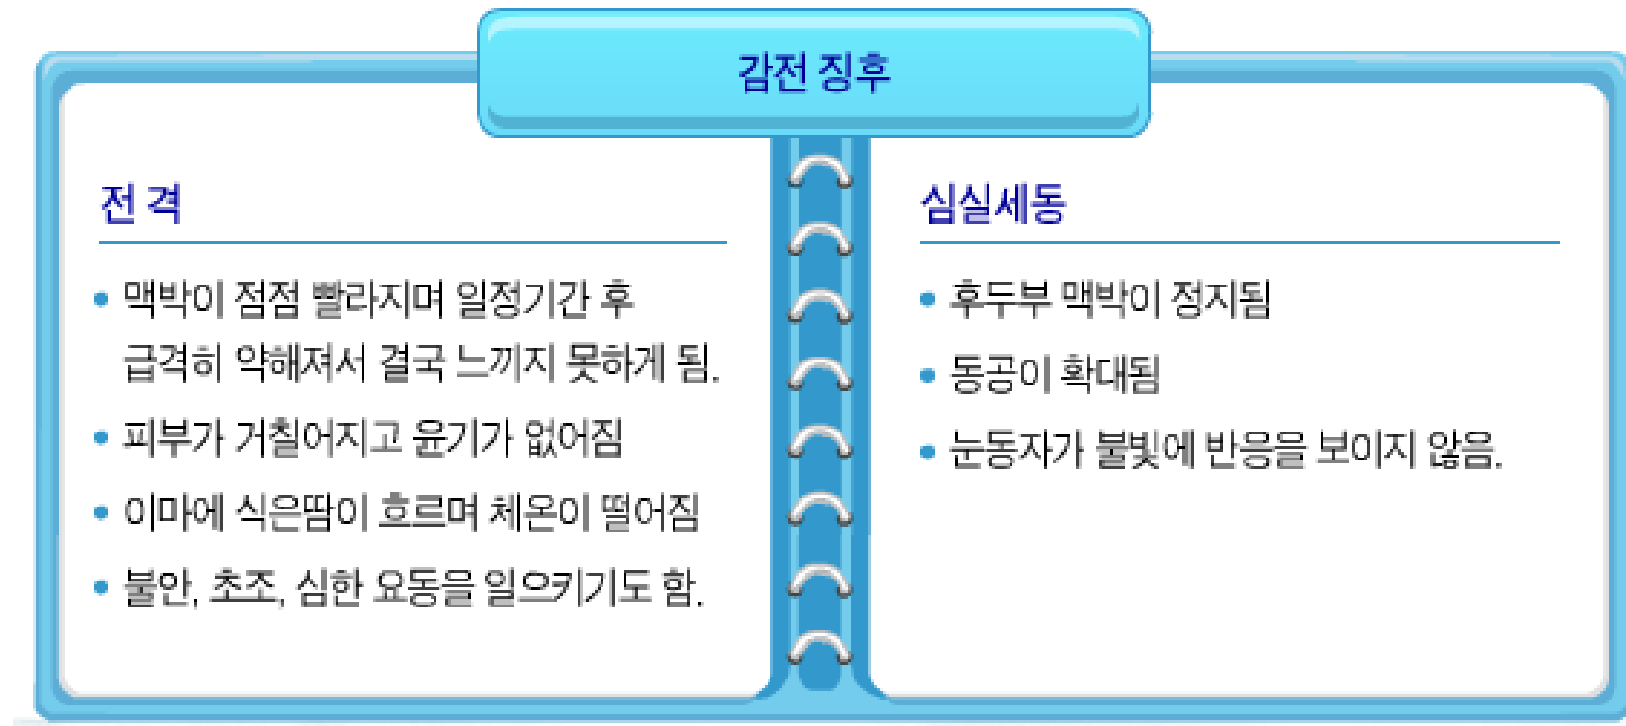 감전 징후
전 격
• 맥박이 점점 빨라지며 일정기간 후
급격히 약해져서 결국 느끼지 못하게 됨.
• 피부가 거칠어지고 윤기가 없어짐
• 이마에 식은땀이 흐르며 체온이 떨어짐
• 불안, 초조, 심한 요동을 일으키기도 함.
심실세동
• 후두부 맥박이 정지됨
• 동공이 확대됨
• 눈동자가 불빛에 반응을 보이지 않음.